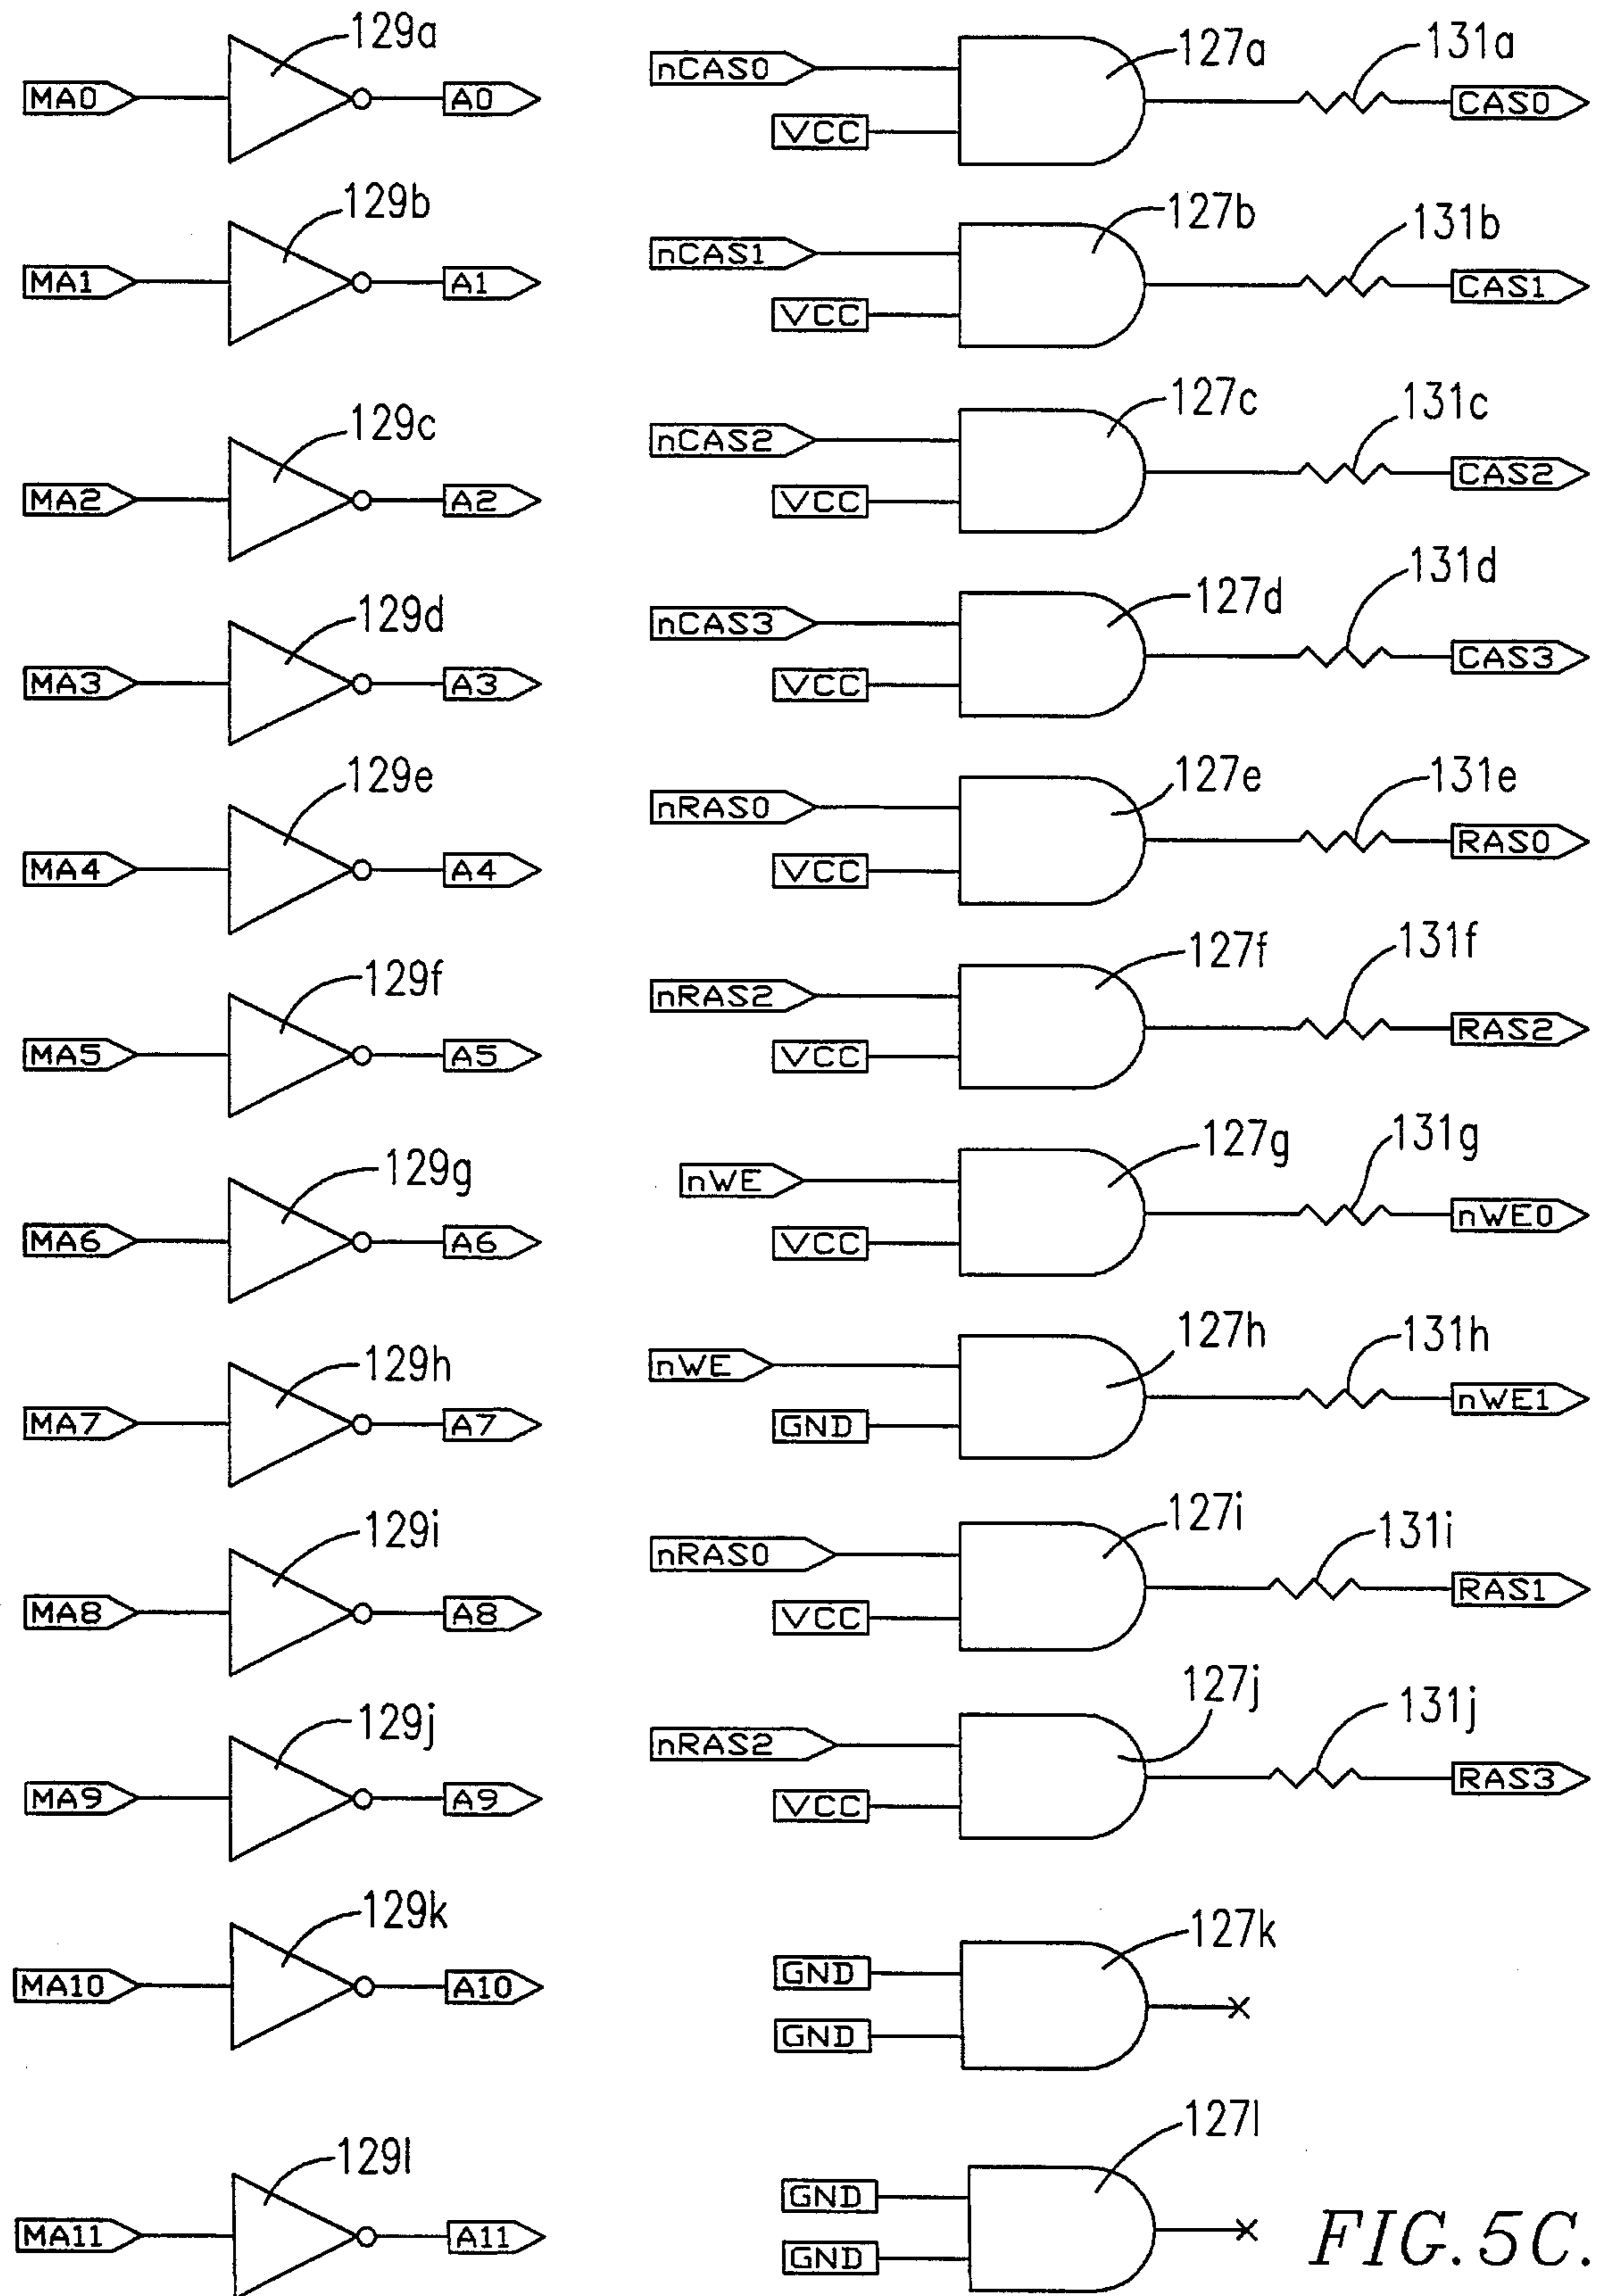 129a
MA0 A0
129b
MA1 A1
129c
MA2 A2
129d
MA3 A3
129e
MA4 A4
129f
MA5 A5
129g
MA6 A6
129h
MA7 A7
129i
MA8 A8
129j
MA9 A9
129k
MA10 A10
129l
MA11 A11
nCAS0 127a 131a
VCC CAS0
nCAS1 127b 131b
VCC CAS1
nCAS2 127c 131c
VCC CAS2
nCAS3 127d 131d
VCC CAS3
nRAS0 127e 131e
VCC RAS0
nRAS2 127f 131f
VCC RAS2
nWE 127g 131g
VCC nWE0
nWE 127h 131h
GND nWE1
nRAS0 127i 131i
VCC RAS1
nRAS2 127j 131j
VCC RAS3
GND 127k
GND X
GND 127l
GND X
FIG. 5C.